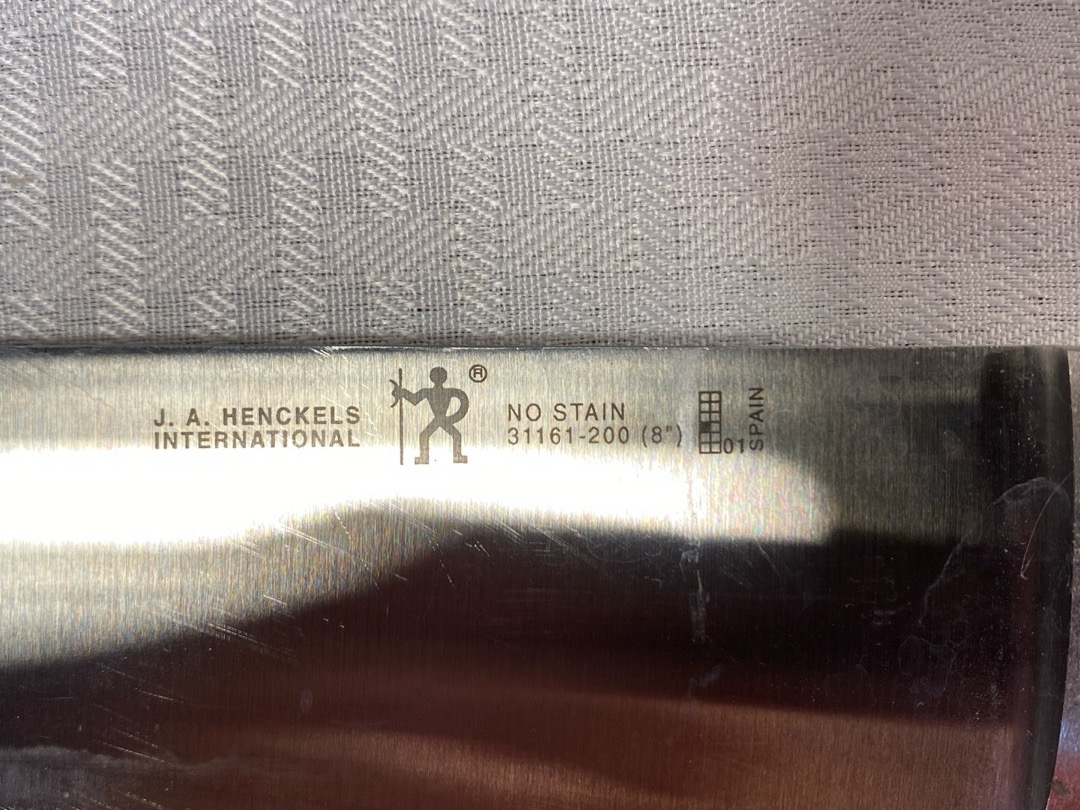 J. A. HENCKELS
INTERNATIONAL
®
NO STAIN
31161-200 (8")
01
SPAIN